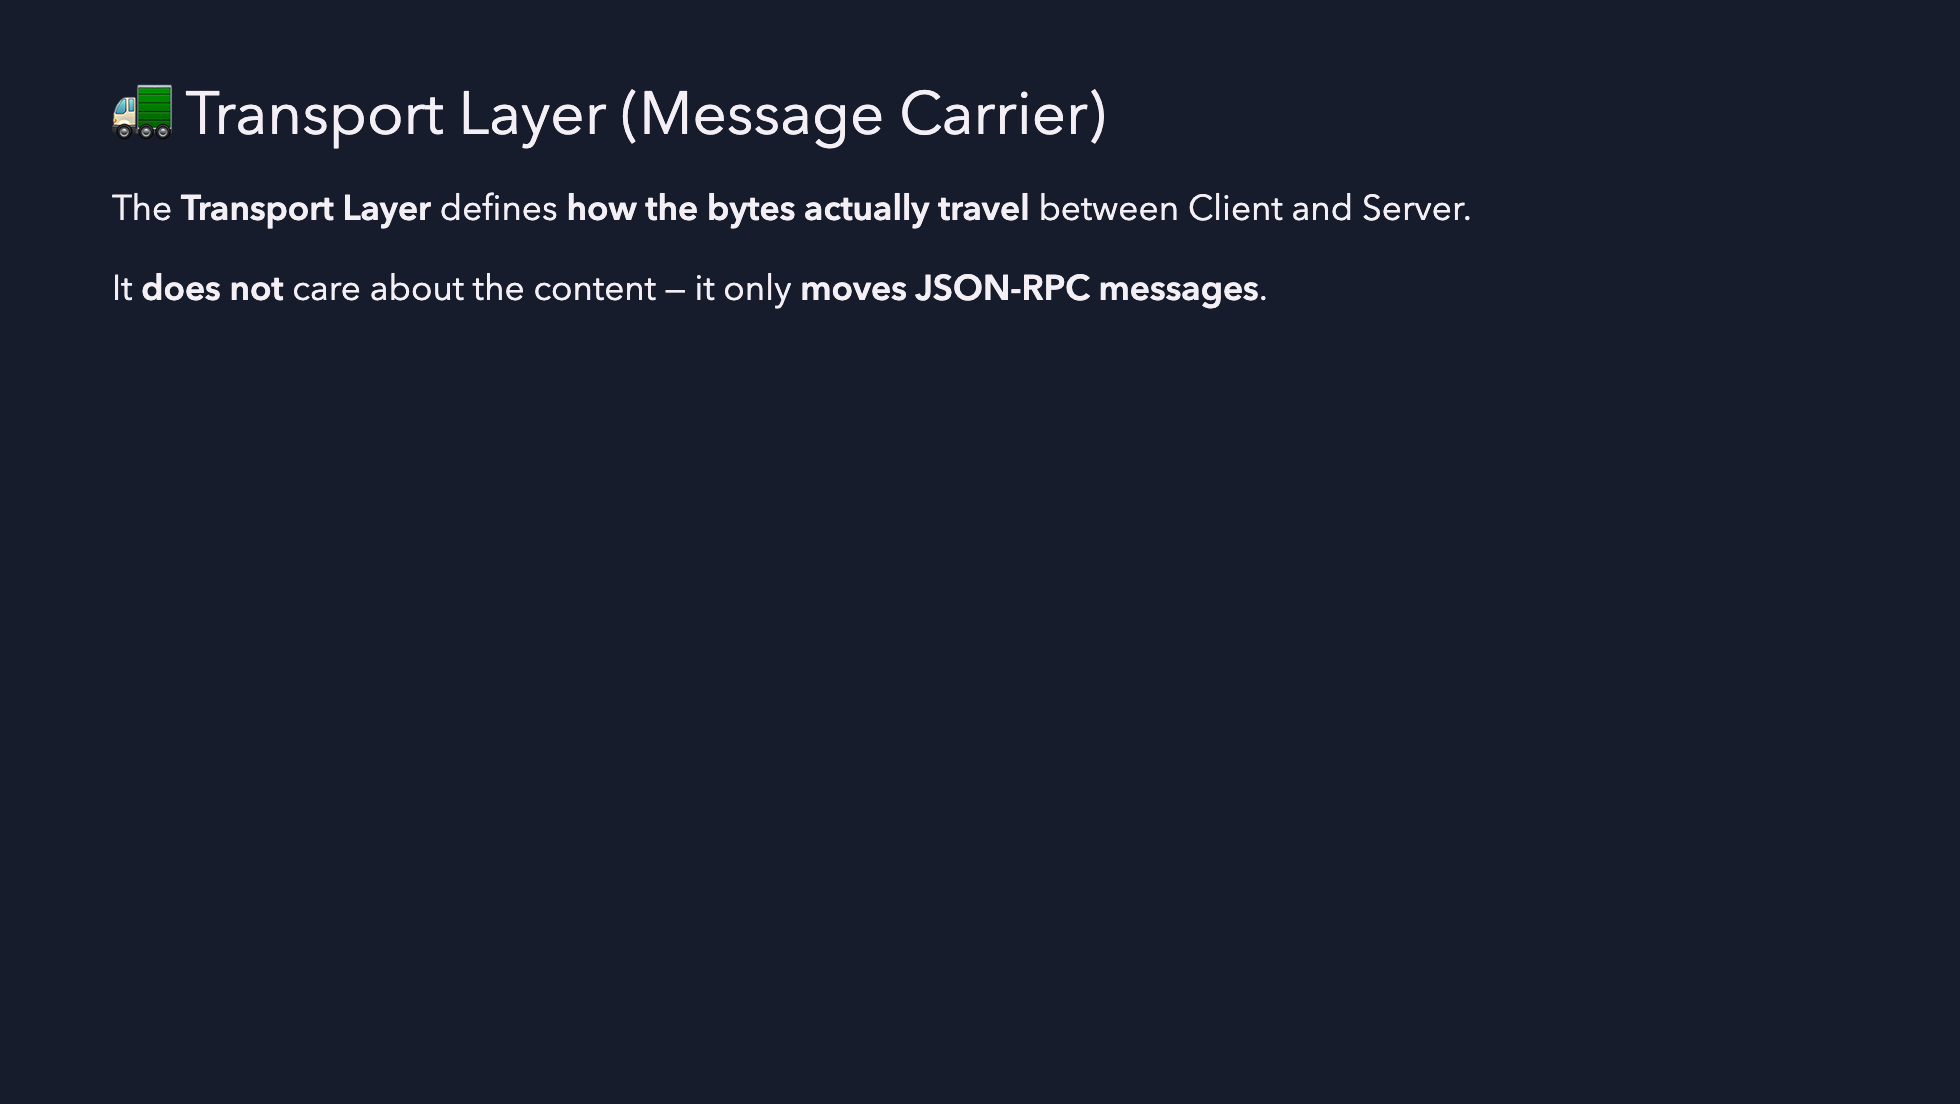 🚛 Transport Layer (Message Carrier)
The Transport Layer defines how the bytes actually travel between Client and Server.
It does not care about the content – it only moves JSON-RPC messages.